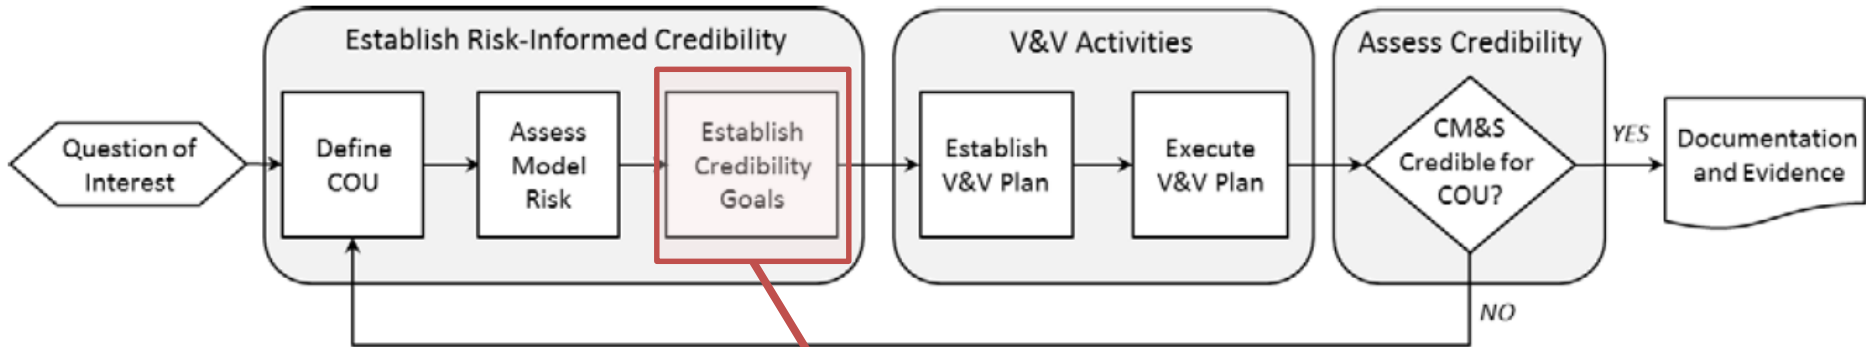 Establish Risk-Informed Credibility
V&V Activities
Assess Credibility
Question of
Interest
Define
COU
Assess
Model
Risk
Establish
Credibility
Goals
Establish
V&V Plan
Execute
V&V Plan
CM&S
Credible for
COU?
YES
Documentation
and Evidence
NO